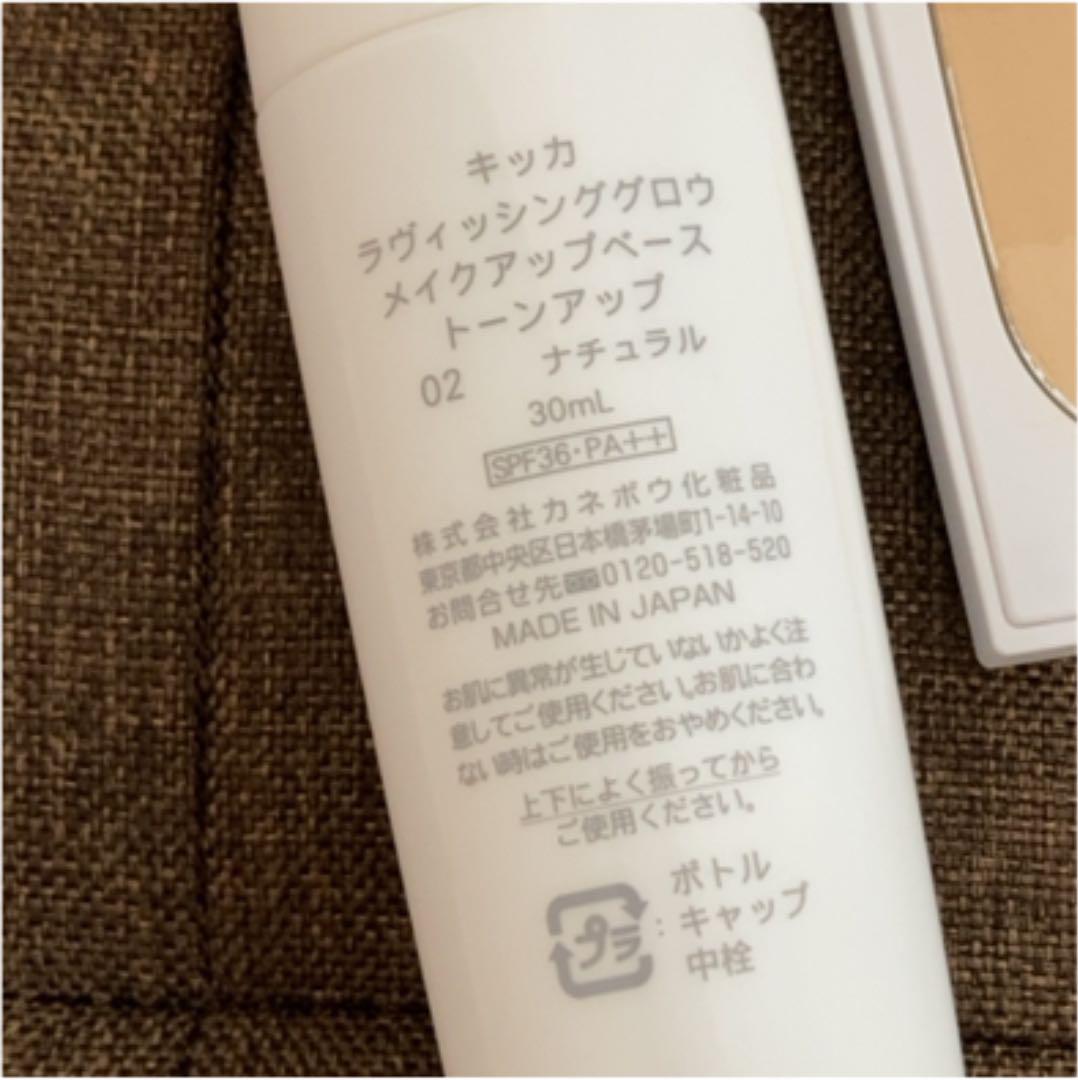 キッカ
ラヴィッシンググロウ
メイクアップベース
トーンアップ
02 ナチュラル
30mL
SPF36・PA++
株式会社カネボウ化粧品
東京都中央区日本橋茅場町1-14-10
お問合せ先 0120-518-520
MADE IN JAPAN
お肌に異常が生じていないかよく注
意してご使用ください。お肌に合わ
ない時はご使用をおやめください。
上下によく振ってから
ご使用ください。
ボトル
プラ : キャップ
中栓